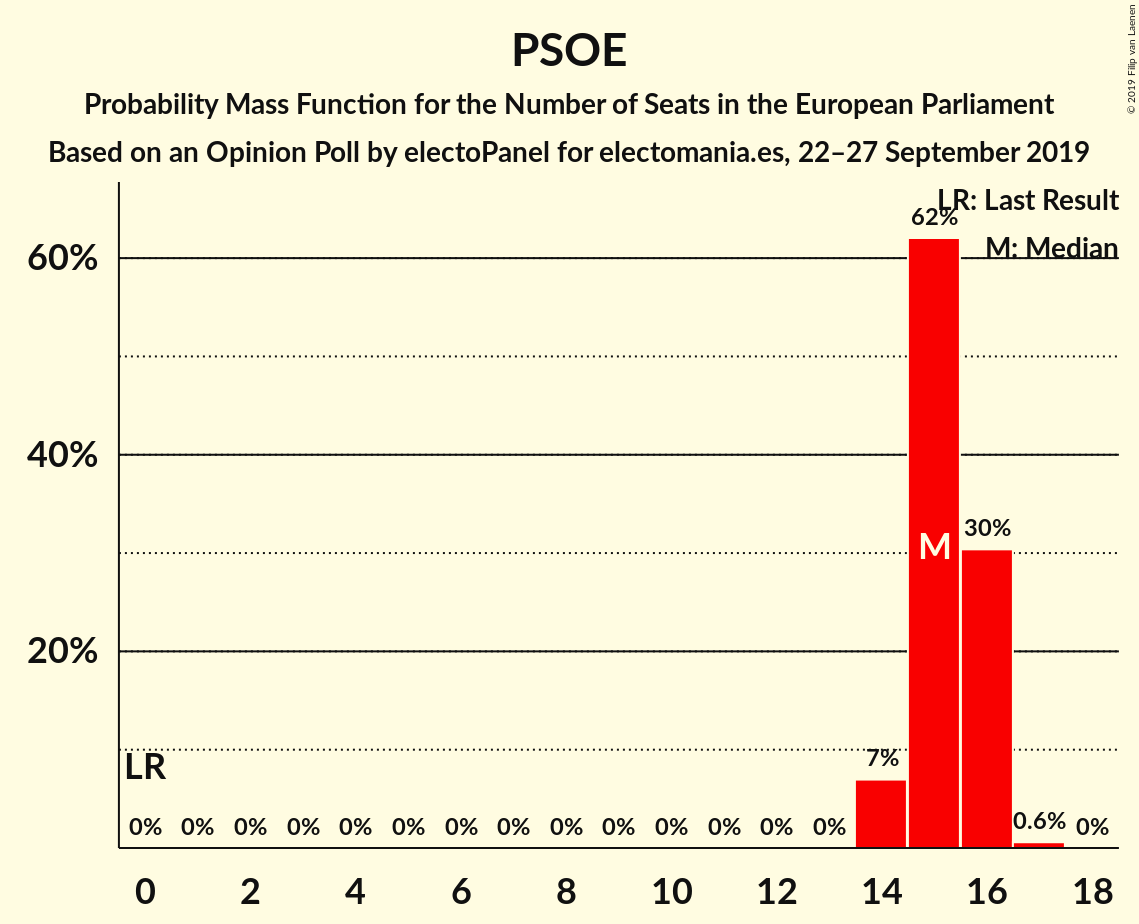 PSOE
Probability Mass Function for the Number of Seats in the European Parliament
Based on an Opinion Poll by electoPanel for electomania.es, 22–27 September 2019
© 2019 Filip van Laenen
LR: Last Result
M: Median
60%
40%
20%
62%
30%
7%
0.6%
M
LR
0% 0% 0% 0% 0% 0% 0% 0% 0% 0% 0% 0% 0% 0% 0%
0 2 4 6 8 10 12 14 16 18